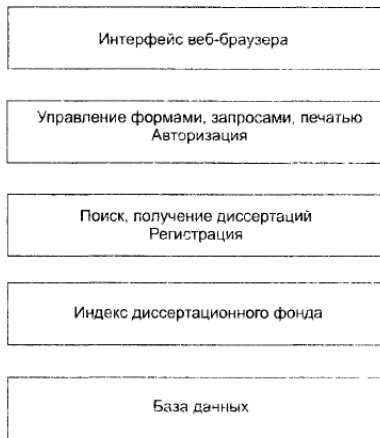 Интерфейс веб-браузера
Управление формами, запросами, печатью
Авторизация
Поиск, получение диссертаций
Регистрация
Индекс диссертационного фонда
База данных